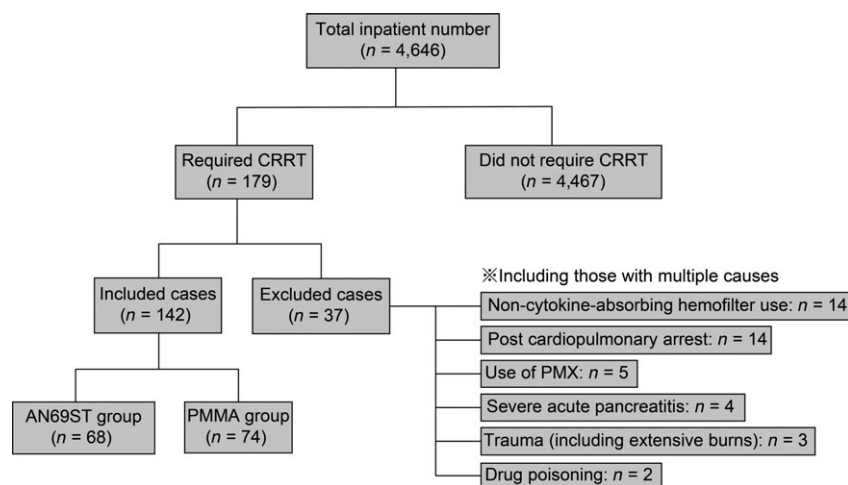 Total inpatient number
(n = 4,646)
Required CRRT
(n = 179)
Did not require CRRT
(n = 4,467)
Included cases
(n = 142)
Excluded cases
(n = 37)
※Including those with multiple causes
Non-cytokine-absorbing hemofilter use: n = 14
Post cardiopulmonary arrest: n = 14
Use of PMX: n = 5
Severe acute pancreatitis: n = 4
Trauma (including extensive burns): n = 3
Drug poisoning: n = 2
AN69ST group
(n = 68)
PMMA group
(n = 74)